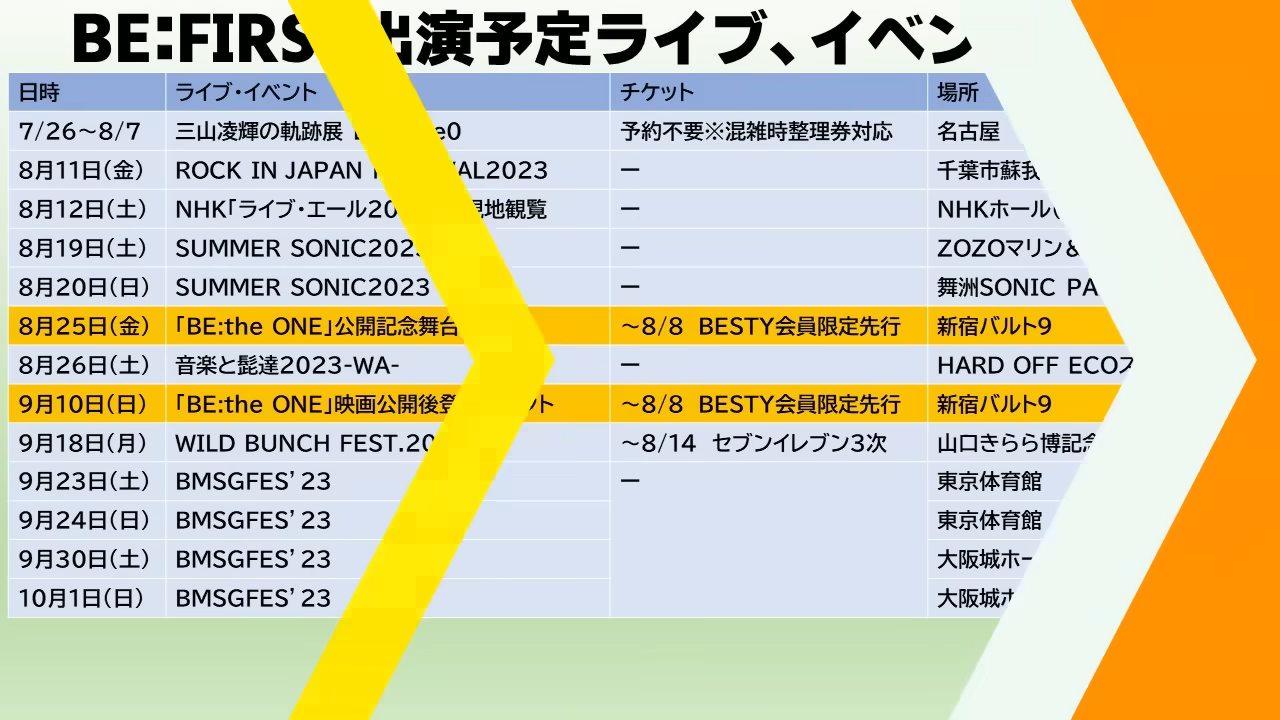 BE:FIRS 出演予定ライブ、イベン
日時 ライブ・イベント チケット 場所
7/26～8/7 三山凌輝の軌跡展 e0 予約不要※混雑時整理券対応 名古屋
8月11日(金) ROCK IN JAPAN AL2023 ー 千葉市蘇我
8月12日(土) NHK「ライブ・エール20 現地観覧 ー NHKホール(
8月19日(土) SUMMER SONIC2023 ー ZOZOマリン&
8月20日(日) SUMMER SONIC2023 ー 舞洲SONIC PA
8月25日(金) 「BE:the ONE」公開記念舞台 ～8/8 BESTY会員限定先行 新宿バルト9
8月26日(土) 音楽と髭達2023-WA- ー HARD OFF ECOス
9月10日(日) 「BE:the ONE」映画公開後登 ント ～8/8 BESTY会員限定先行 新宿バルト9
9月18日(月) WILD BUNCH FEST.20 ～8/14 セブンイレブン3次 山口きらら博記念
9月23日(土) BMSGFES’23 ー 東京体育館
9月24日(日) BMSGFES’23 東京体育館
9月30日(土) BMSGFES’23 大阪城ホー
10月1日(日) BMSGFES’23 大阪城ホ